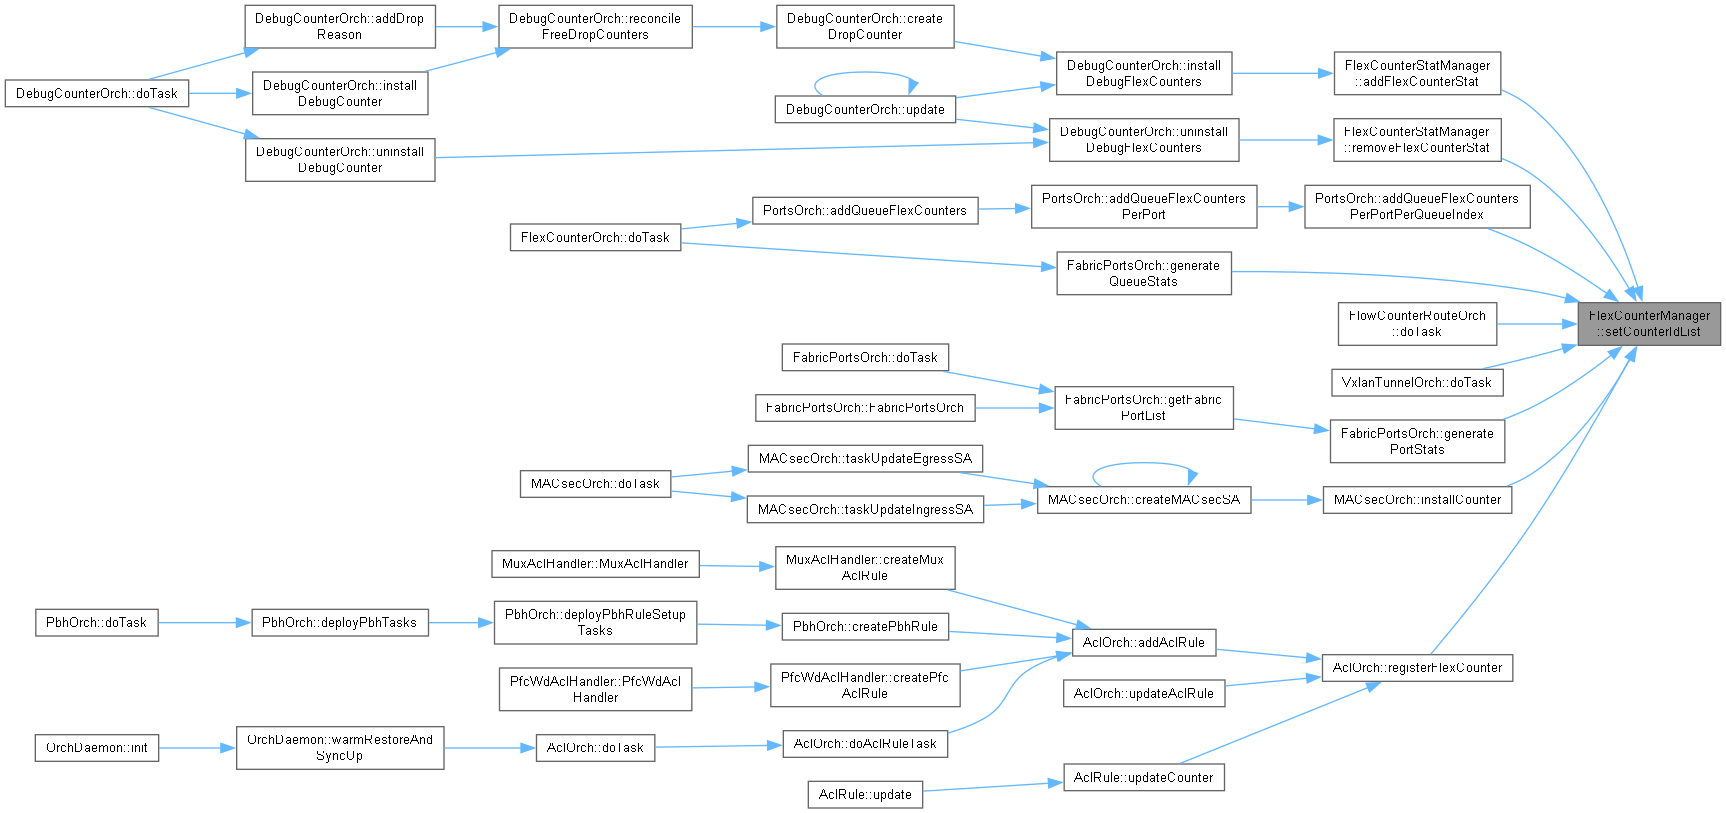 DebugCounterOrch::addDrop
Reason
DebugCounterOrch::reconcile
FreeDropCounters
DebugCounterOrch::create
DropCounter
DebugCounterOrch::install
DebugFlexCounters
FlexCounterStatManager
::addFlexCounterStat
DebugCounterOrch::doTask
DebugCounterOrch::install
DebugCounter
DebugCounterOrch::update
DebugCounterOrch::uninstall
DebugCounter
DebugCounterOrch::uninstall
DebugFlexCounters
FlexCounterStatManager
::removeFlexCounterStat
PortsOrch::addQueueFlexCounters
PortsOrch::addQueueFlexCounters
PerPort
PortsOrch::addQueueFlexCounters
PerPortPerQueueIndex
FlexCounterOrch::doTask
FabricPortsOrch::generate
QueueStats
FlexCounterManager
::setCounterIdList
FlowCounterRouteOrch
::doTask
FabricPortsOrch::doTask
VxlanTunnelOrch::doTask
FabricPortsOrch::FabricPortsOrch
FabricPortsOrch::getFabric
PortList
FabricPortsOrch::generate
PortStats
MACsecOrch::taskUpdateEgressSA
MACsecOrch::doTask
MACsecOrch::taskUpdateIngressSA
MACsecOrch::createMACsecSA
MACsecOrch::installCounter
MuxAclHandler::MuxAclHandler
MuxAclHandler::createMux
AclRule
PbhOrch::doTask
PbhOrch::deployPbhTasks
PbhOrch::deployPbhRuleSetup
Tasks
PbhOrch::createPbhRule
AclOrch::addAclRule
AclOrch::registerFlexCounter
PfcWdAclHandler::PfcWdAcl
Handler
PfcWdAclHandler::createPfc
AclRule
AclOrch::updateAclRule
OrchDaemon::init
OrchDaemon::warmRestoreAnd
SyncUp
AclOrch::doTask
AclOrch::doAclRuleTask
AclRule::updateCounter
AclRule::update